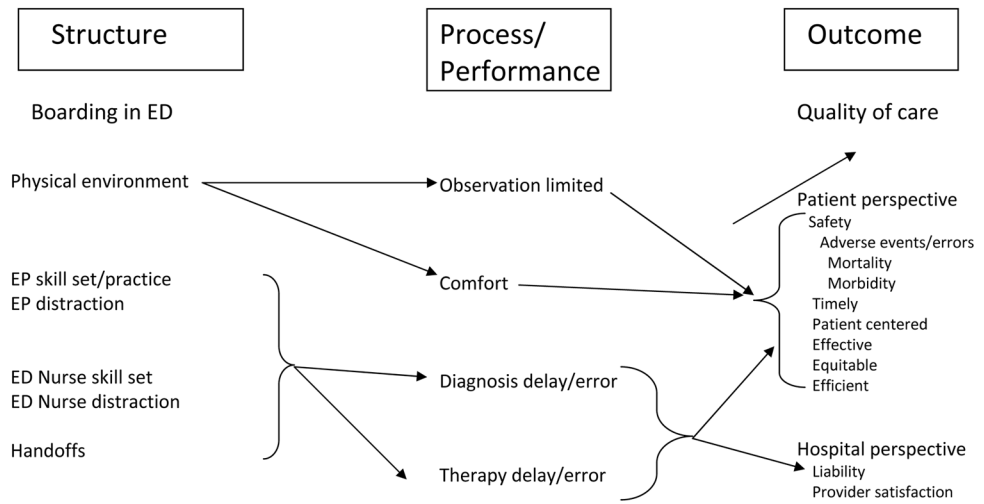 Structure
Process/
Performance
Outcome
Boarding in ED
Quality of care
Physical environment
Observation limited
Patient perspective
Safety
Adverse events/errors
Mortality
Morbidity
Timely
Patient centered
Effective
Equitable
Efficient
EP skill set/practice
EP distraction
Comfort
ED Nurse skill set
ED Nurse distraction
Diagnosis delay/error
Handoffs
Therapy delay/error
Hospital perspective
Liability
Provider satisfaction